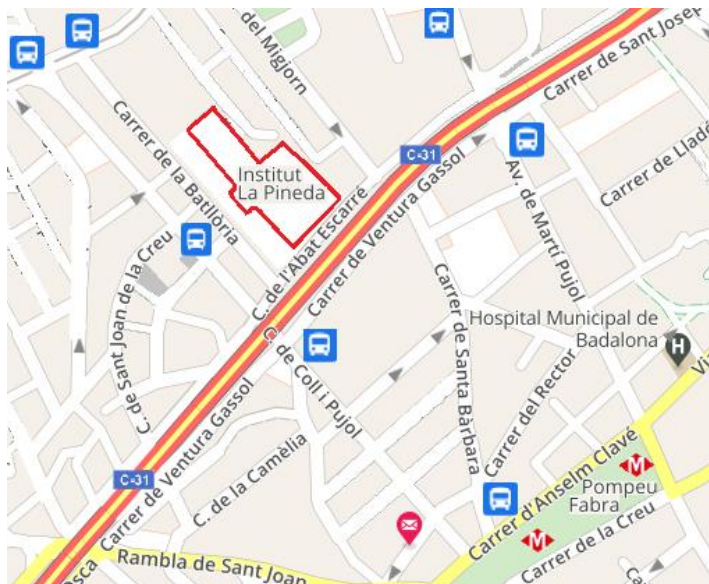 del Migjorn
Carrer de Sant Josep
Carrer de la Batllòria
C-31
Av. de Martí Pujol
Carrer de Lladó
Institut
La Pineda
C. de l'Abat Escarré
Carrer de Ventura Gassol
C. de Sant Joan de la Creu
Carrer de Santa Bàrbara
Hospital Municipal de
Badalona
H
C. de Coll i Pujol
Carrer del Rector
C-31
Carrer de Ventura Gassol
C. de la Camèlia
Carrer d'Anselm Clavé
M
Pompeu
Fabra
M
Carrer de la Creu
Rambla de Sant Joan